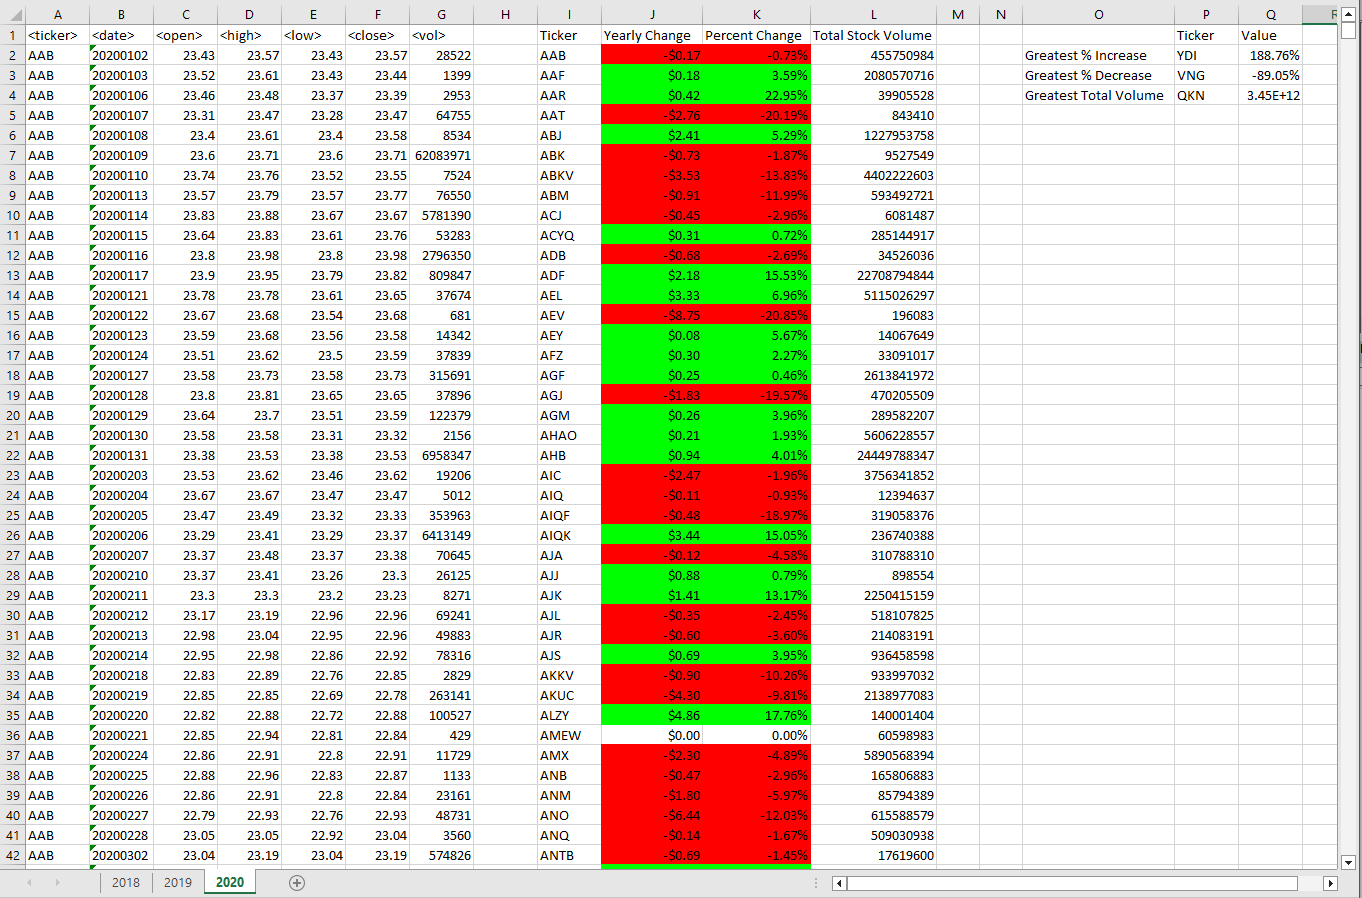 A B C D E F G H I J K L M N O P Q R
1 <ticker> <date> <open> <high> <low> <close> <vol> Ticker Yearly Change Percent Change Total Stock Volume Ticker Value
2 AAB 20200102 23.43 23.57 23.43 23.57 28522 AAB -$0.17 -0.73% 455750984 Greatest % Increase YDI 188.76%
3 AAB 20200103 23.52 23.61 23.43 23.44 1399 AAF $0.18 3.59% 2080570716 Greatest % Decrease VNG -89.05%
4 AAB 20200106 23.46 23.48 23.37 23.39 2953 AAR $0.42 22.95% 39905528 Greatest Total Volume QKN 3.45E+12
5 AAB 20200107 23.31 23.47 23.28 23.47 64755 AAT -$2.76 -20.19% 843410
6 AAB 20200108 23.4 23.61 23.4 23.58 8534 ABJ $2.41 5.29% 1227953758
7 AAB 20200109 23.6 23.71 23.6 23.71 62083971 ABK -$0.73 -1.87% 9527549
8 AAB 20200110 23.74 23.76 23.52 23.55 7524 ABKV -$3.53 -13.83% 4402222603
9 AAB 20200113 23.57 23.79 23.57 23.77 76550 ABM -$0.91 -11.99% 593492721
10 AAB 20200114 23.83 23.88 23.67 23.67 5781390 ACJ -$0.45 -2.96% 6081487
11 AAB 20200115 23.64 23.83 23.61 23.76 53283 ACYQ $0.31 0.72% 285144917
12 AAB 20200116 23.8 23.98 23.8 23.98 2796350 ADB -$0.68 -2.69% 34526036
13 AAB 20200117 23.9 23.95 23.79 23.82 809847 ADF $2.18 15.53% 22708794844
14 AAB 20200121 23.78 23.78 23.61 23.65 37674 AEL $3.33 6.96% 5115026297
15 AAB 20200122 23.67 23.68 23.54 23.68 681 AEV -$8.75 -20.85% 196083
16 AAB 20200123 23.59 23.68 23.56 23.58 14342 AEY $0.08 5.67% 14067649
17 AAB 20200124 23.51 23.62 23.5 23.59 37839 AFZ $0.30 2.27% 33091017
18 AAB 20200127 23.58 23.73 23.58 23.73 315691 AGF $0.25 0.46% 2613841972
19 AAB 20200128 23.8 23.81 23.65 23.65 37896 AGJ -$1.83 -19.57% 470205509
20 AAB 20200129 23.64 23.7 23.51 23.59 122379 AGM $0.26 3.96% 289582207
21 AAB 20200130 23.58 23.58 23.31 23.32 2156 AHAO $0.21 1.93% 5606228557
22 AAB 20200131 23.38 23.53 23.38 23.53 6958347 AHB $0.94 4.01% 24449788347
23 AAB 20200203 23.53 23.62 23.46 23.62 19206 AIC -$2.47 -1.96% 3756341852
24 AAB 20200204 23.67 23.67 23.47 23.47 5012 AIQ -$0.11 -0.93% 12394637
25 AAB 20200205 23.47 23.49 23.32 23.33 353963 AIQF -$0.48 -18.97% 319058376
26 AAB 20200206 23.29 23.41 23.29 23.37 6413149 AIQK $3.44 15.05% 236740388
27 AAB 20200207 23.37 23.48 23.37 23.38 70645 AJA -$0.12 -4.58% 310788310
28 AAB 20200210 23.37 23.41 23.26 23.3 26125 AJJ $0.88 0.79% 898554
29 AAB 20200211 23.3 23.3 23.2 23.23 8271 AJK $1.41 13.17% 2250415159
30 AAB 20200212 23.17 23.19 22.96 22.96 69241 AJL -$0.35 -2.45% 518107825
31 AAB 20200213 22.98 23.04 22.95 22.96 49883 AJR -$0.60 -3.60% 214083191
32 AAB 20200214 22.95 22.98 22.86 22.92 78316 AJS $0.69 3.95% 936458598
33 AAB 20200218 22.83 22.89 22.76 22.85 2829 AKKV -$0.90 -10.26% 933997032
34 AAB 20200219 22.85 22.85 22.69 22.78 263141 AKUC -$4.30 -9.81% 2138977083
35 AAB 20200220 22.82 22.88 22.72 22.88 100527 ALZY $4.86 17.76% 140001404
36 AAB 20200221 22.85 22.94 22.81 22.84 429 AMEW $0.00 0.00% 60598983
37 AAB 20200224 22.86 22.91 22.8 22.91 11729 AMX -$2.30 -4.89% 5890568394
38 AAB 20200225 22.88 22.96 22.83 22.87 1133 ANB -$0.47 -2.96% 165806883
39 AAB 20200226 22.86 22.91 22.8 22.84 23161 ANM -$1.80 -5.97% 85794389
40 AAB 20200227 22.79 22.93 22.76 22.93 48731 ANO -$6.44 -12.03% 615588579
41 AAB 20200228 23.05 23.05 22.92 23.04 3560 ANQ -$0.14 -1.67% 509030938
42 AAB 20200302 23.04 23.19 23.04 23.19 574826 ANTB -$0.69 -1.45% 17619600
2018 2019 2020